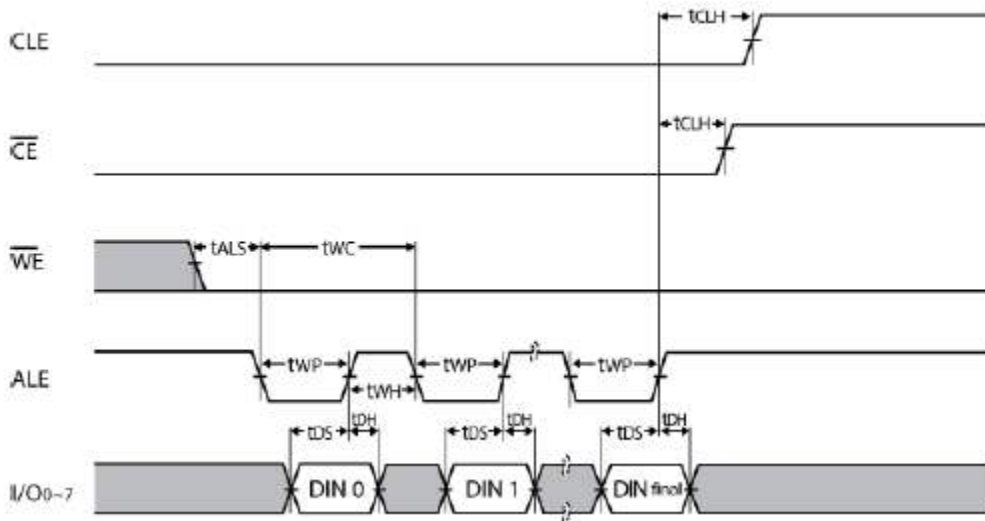 CLE tCLH
CE tCLH
WE tALS tWC
ALE tWP tWP tWP
tWH
tDS tDH tDS tDH tDS tDH
I/O0~7 DIN 0 DIN 1 DIN final